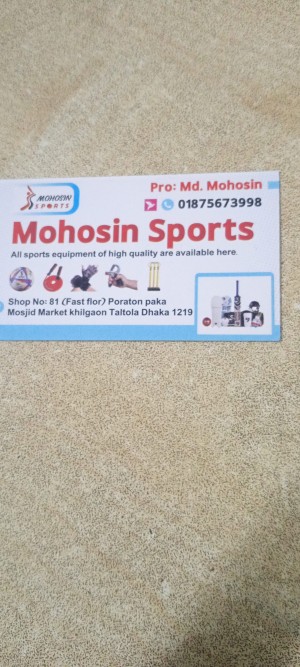 MOHOSIN
SPORTS
Pro: Md. Mohosin
01875673998
Mohosin Sports
All sports equipment of high quality are available here
Shop No: 81 (Fast flor) Poraton paka
Mosjid Market khilgaon Taltola Dhaka 1219